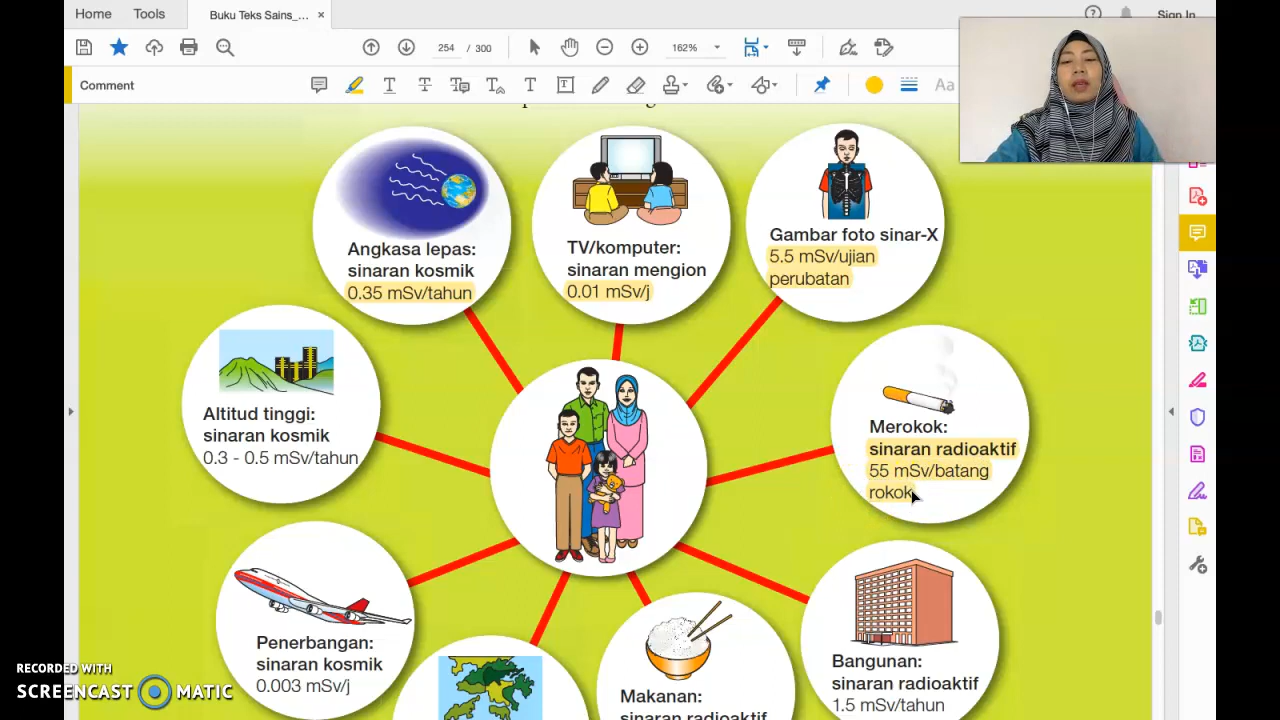 Home
Tools
Buku Teks Sains_...
×
Sign In
254 / 300
162%
Comment
Aa
Angkasa lepas:
sinaran kosmik
0.35 mSv/tahun
TV/komputer:
sinaran mengion
0.01 mSv/j
Gambar foto sinar-X
5.5 mSv/ujian
perubatan
Altitud tinggi:
sinaran kosmik
0.3 - 0.5 mSv/tahun
Merokok:
sinaran radioaktif
55 mSv/batang
rokok
Penerbangan:
sinaran kosmik
0.003 mSv/j
Makanan:
sinaran radioaktif
Bangunan:
sinaran radioaktif
1.5 mSv/tahun
RECORDED WITH
SCREENCAST MATIC